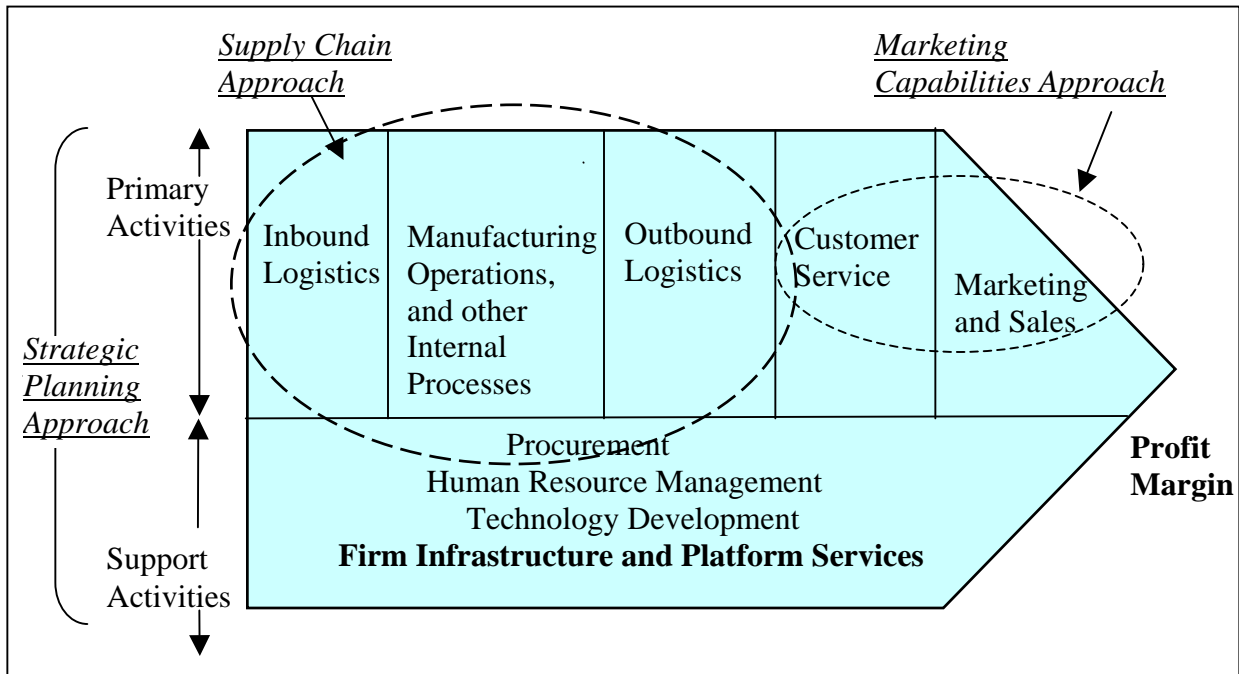 Supply Chain
Approach
Marketing
Capabilities Approach
Primary
Activities
Inbound
Logistics
Manufacturing
Operations,
and other
Internal
Processes
Outbound
Logistics
Customer
Service
Marketing
and Sales
Strategic
Planning
Approach
Procurement
Human Resource Management
Technology Development
Firm Infrastructure and Platform Services
Profit
Margin
Support
Activities